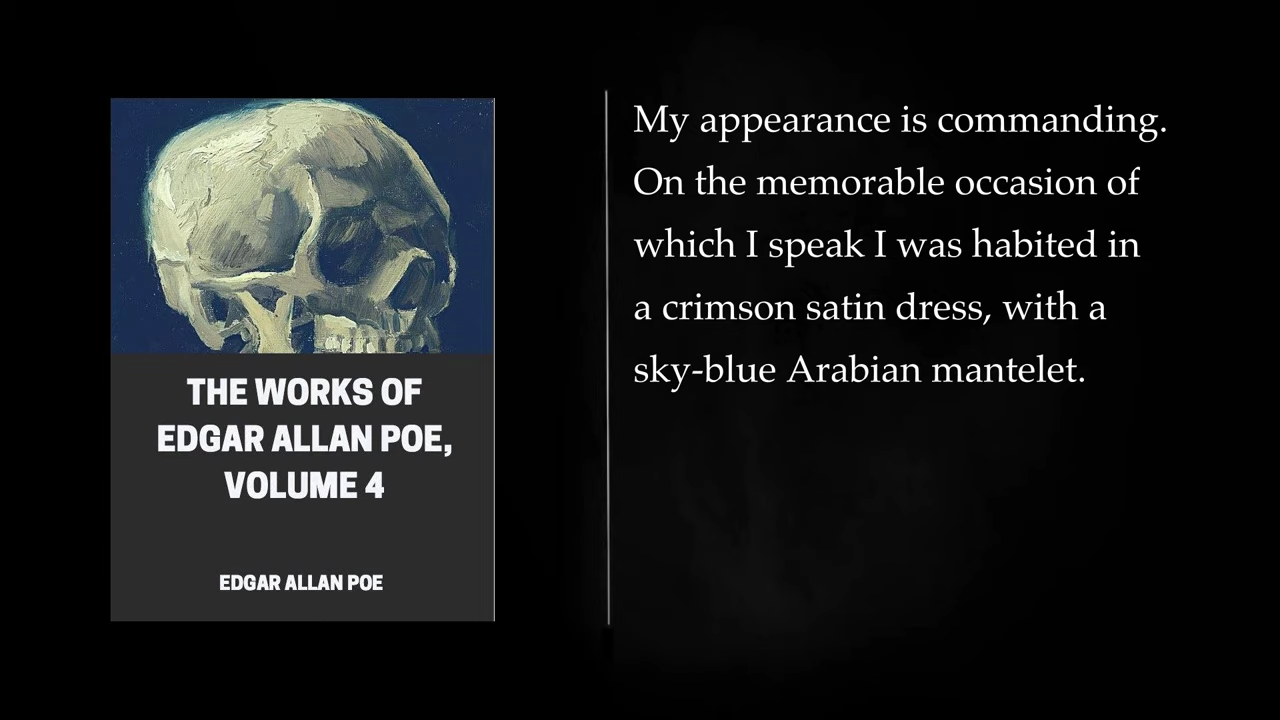 THE WORKS OF
EDGAR ALLAN POE,
VOLUME 4
EDGAR ALLAN POE
My appearance is commanding.
On the memorable occasion of
which I speak I was habited in
a crimson satin dress, with a
sky-blue Arabian mantelet.